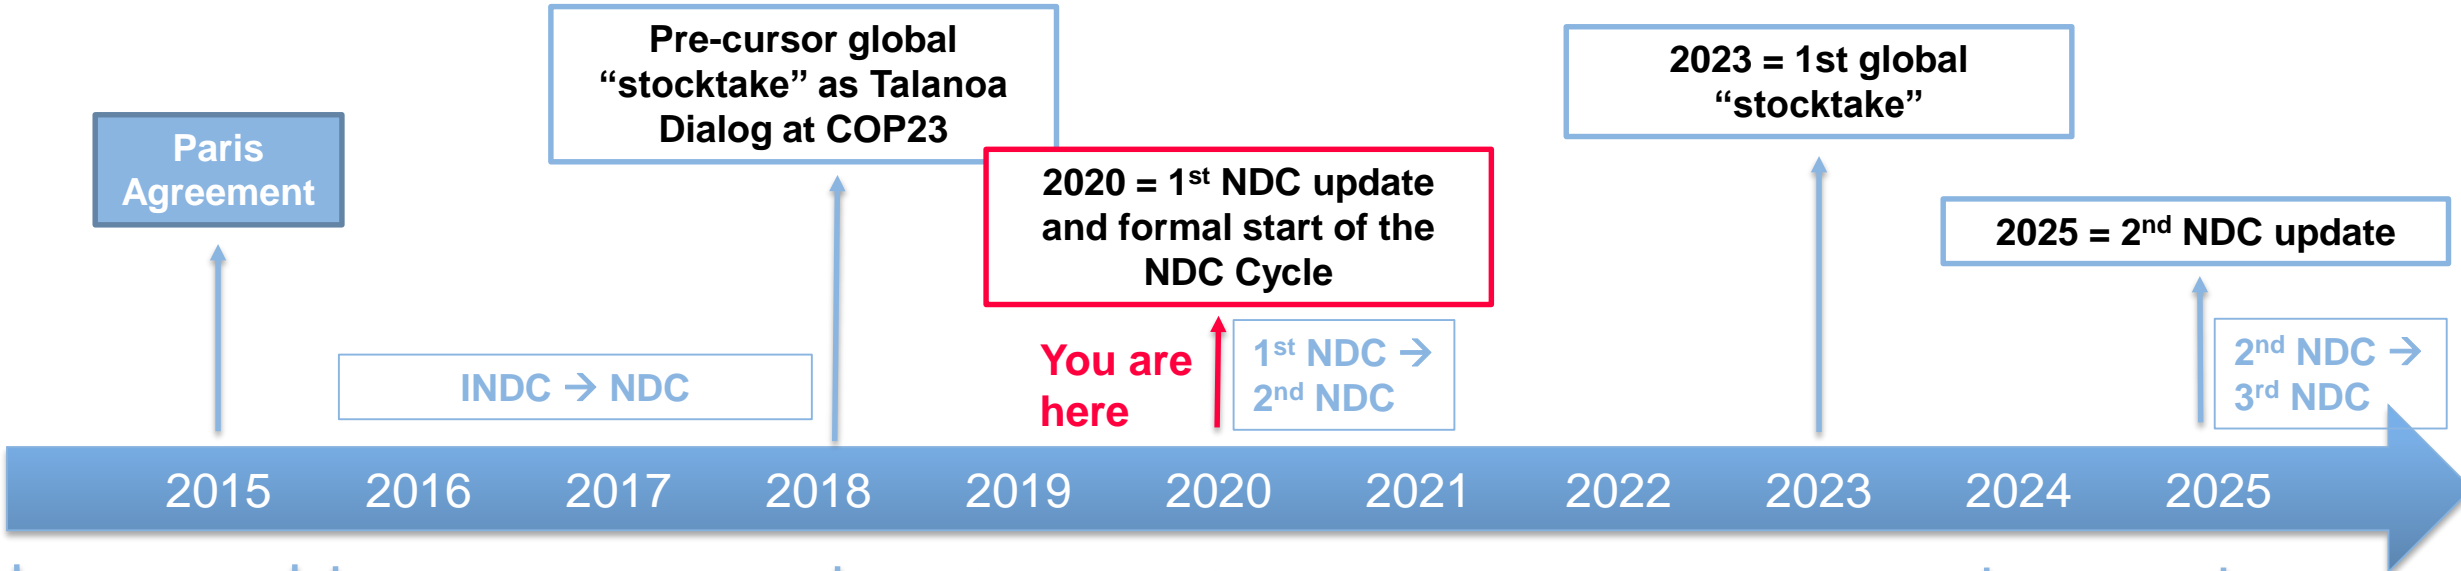 Pre-cursor global
“stocktake” as Talanoa
Dialog at COP23
2023 = 1st global
“stocktake”
Paris
Agreement
2020 = 1st NDC update
and formal start of the
NDC Cycle
2025 = 2nd NDC update
You are
here
1st NDC →
2nd NDC
2nd NDC →
3rd NDC
INDC → NDC
2015 2016 2017 2018 2019 2020 2021 2022 2023 2024 2025